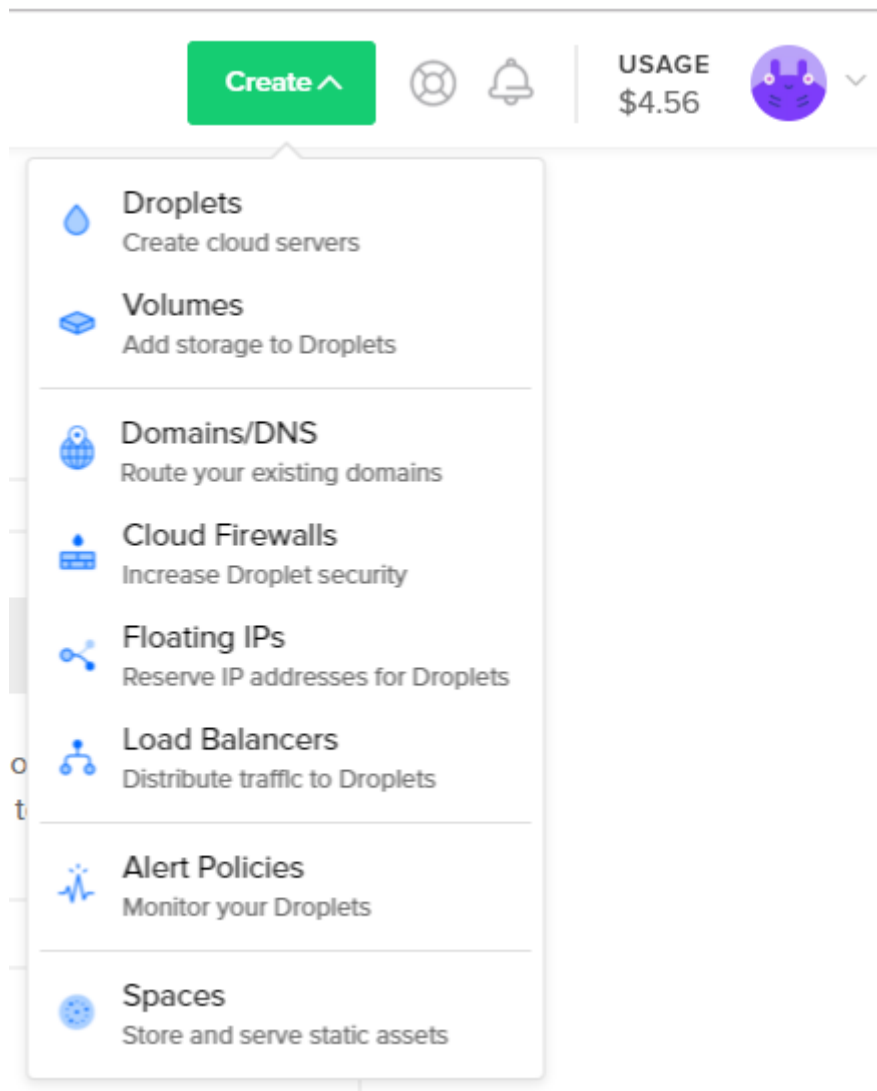 Create
USAGE
$4.56
Droplets
Create cloud servers
Volumes
Add storage to Droplets
Domains/DNS
Route your existing domains
Cloud Firewalls
Increase Droplet security
Floating IPs
Reserve IP addresses for Droplets
Load Balancers
Distribute traffic to Droplets
Alert Policies
Monitor your Droplets
Spaces
Store and serve static assets